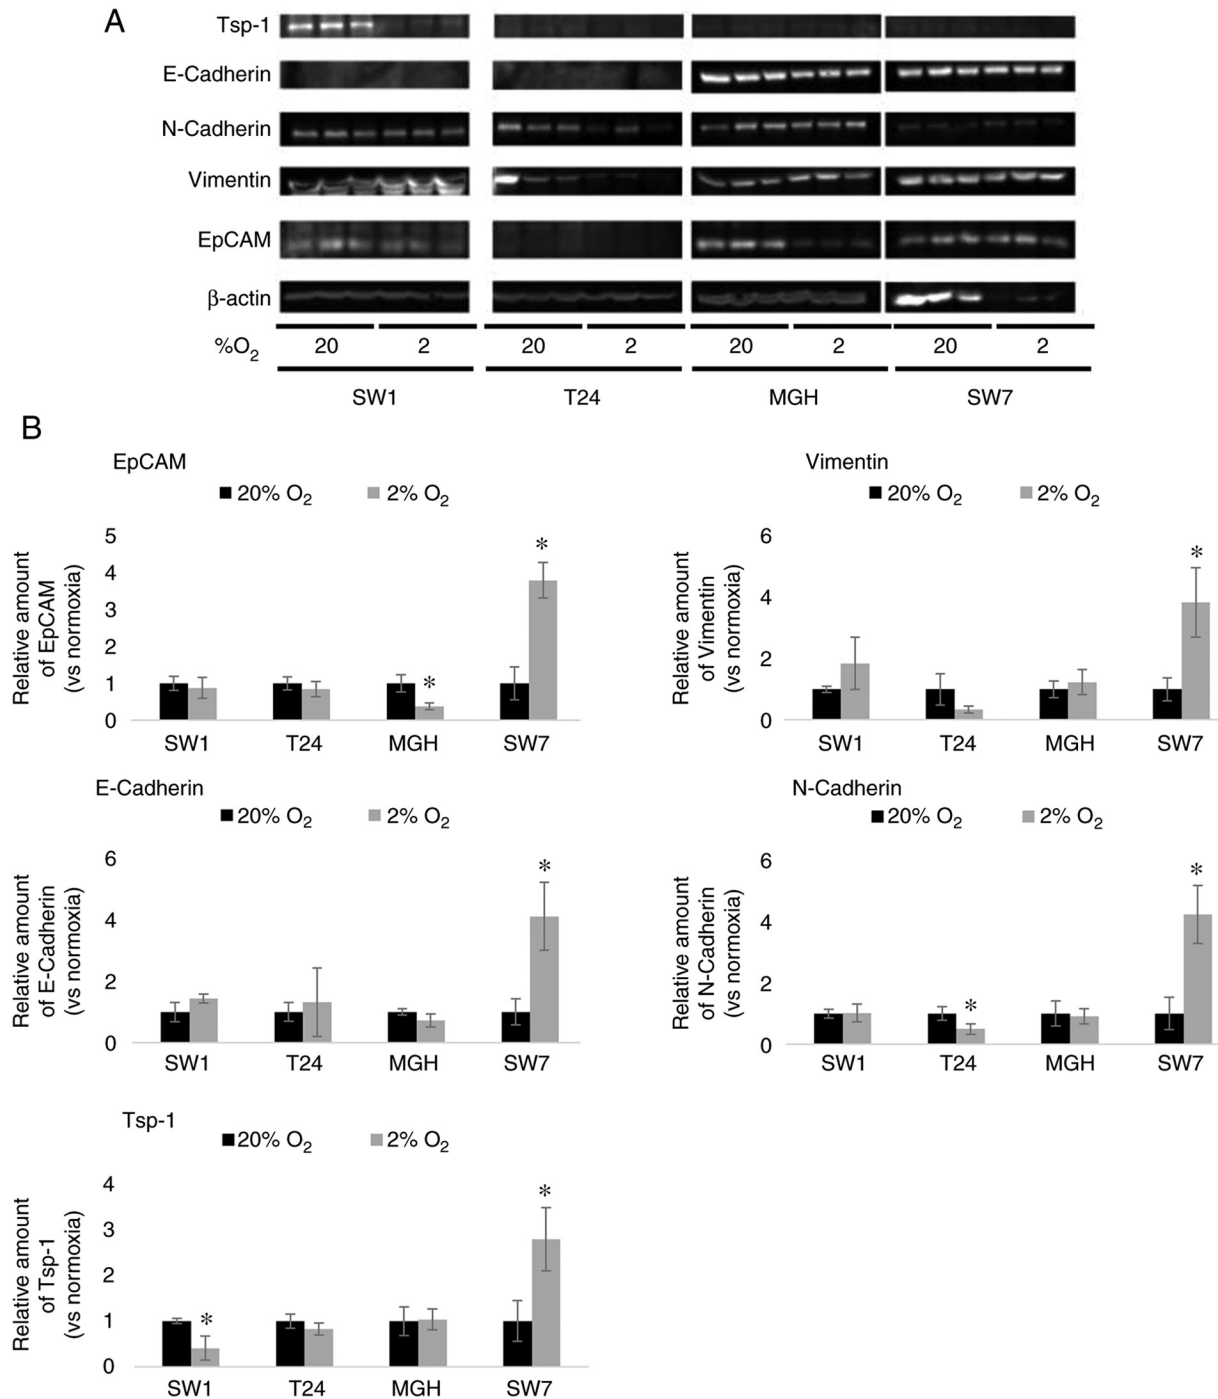 A
Tsp-1
E-Cadherin
N-Cadherin
Vimentin
EpCAM
β-actin
%O₂ 20 2 20 2 20 2 20 2
SW1 T24 MGH SW7
B
EpCAM
20% O₂ 2% O₂
Relative amount
of EpCAM
(vs normoxia)
5
4
3
2
1
0
*
*
SW1 T24 MGH SW7
Vimentin
20% O₂ 2% O₂
Relative amount
of Vimentin
(vs normoxia)
6
4
2
0
*
SW1 T24 MGH SW7
E-Cadherin
20% O₂ 2% O₂
Relative amount
of E-Cadherin
(vs normoxia)
6
4
2
0
*
SW1 T24 MGH SW7
N-Cadherin
20% O₂ 2% O₂
Relative amount
of N-Cadherin
(vs normoxia)
6
4
2
0
*
*
SW1 T24 MGH SW7
Tsp-1
20% O₂ 2% O₂
Relative amount
of Tsp-1
(vs normoxia)
4
3
2
1
0
*
*
SW1 T24 MGH SW7